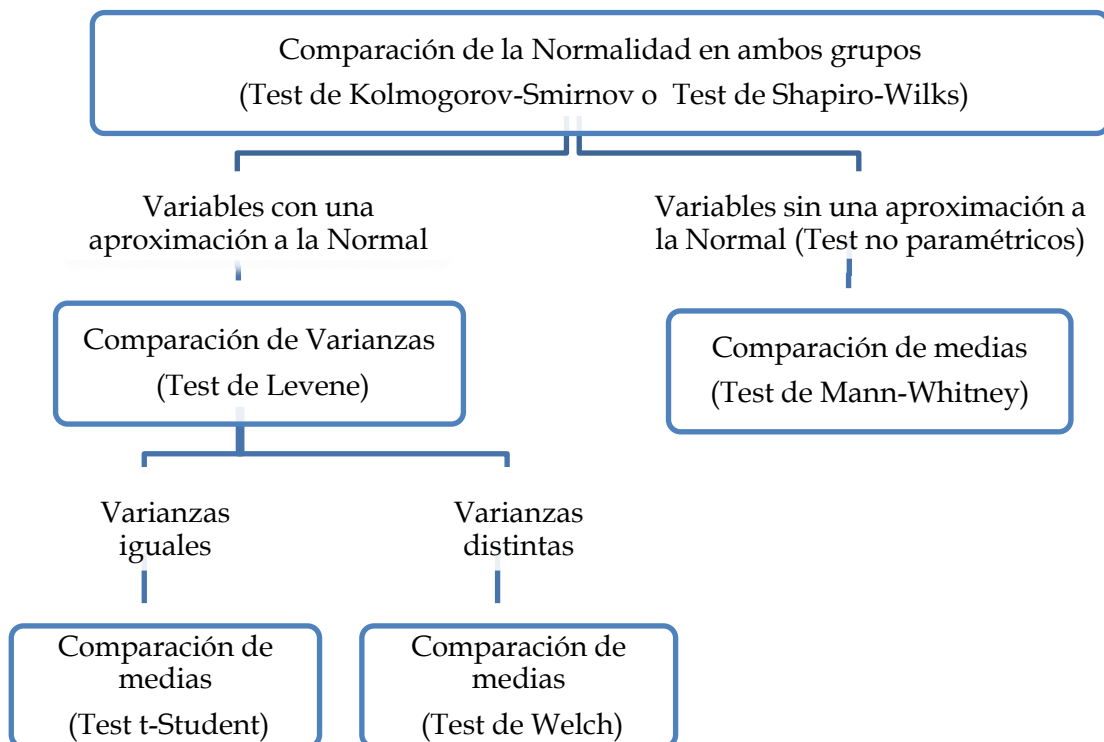 Comparación de la Normalidad en ambos grupos
(Test de Kolmogorov-Smirnov o Test de Shapiro-Wilks)
Variables con una
aproximación a la Normal
Variables sin una aproximación a
la Normal (Test no paramétricos)
Comparación de Varianzas
(Test de Levene)
Comparación de medias
(Test de Mann-Whitney)
Varianzas
iguales
Varianzas
distintas
Comparación de
medias
(Test t-Student)
Comparación de
medias
(Test de Welch)